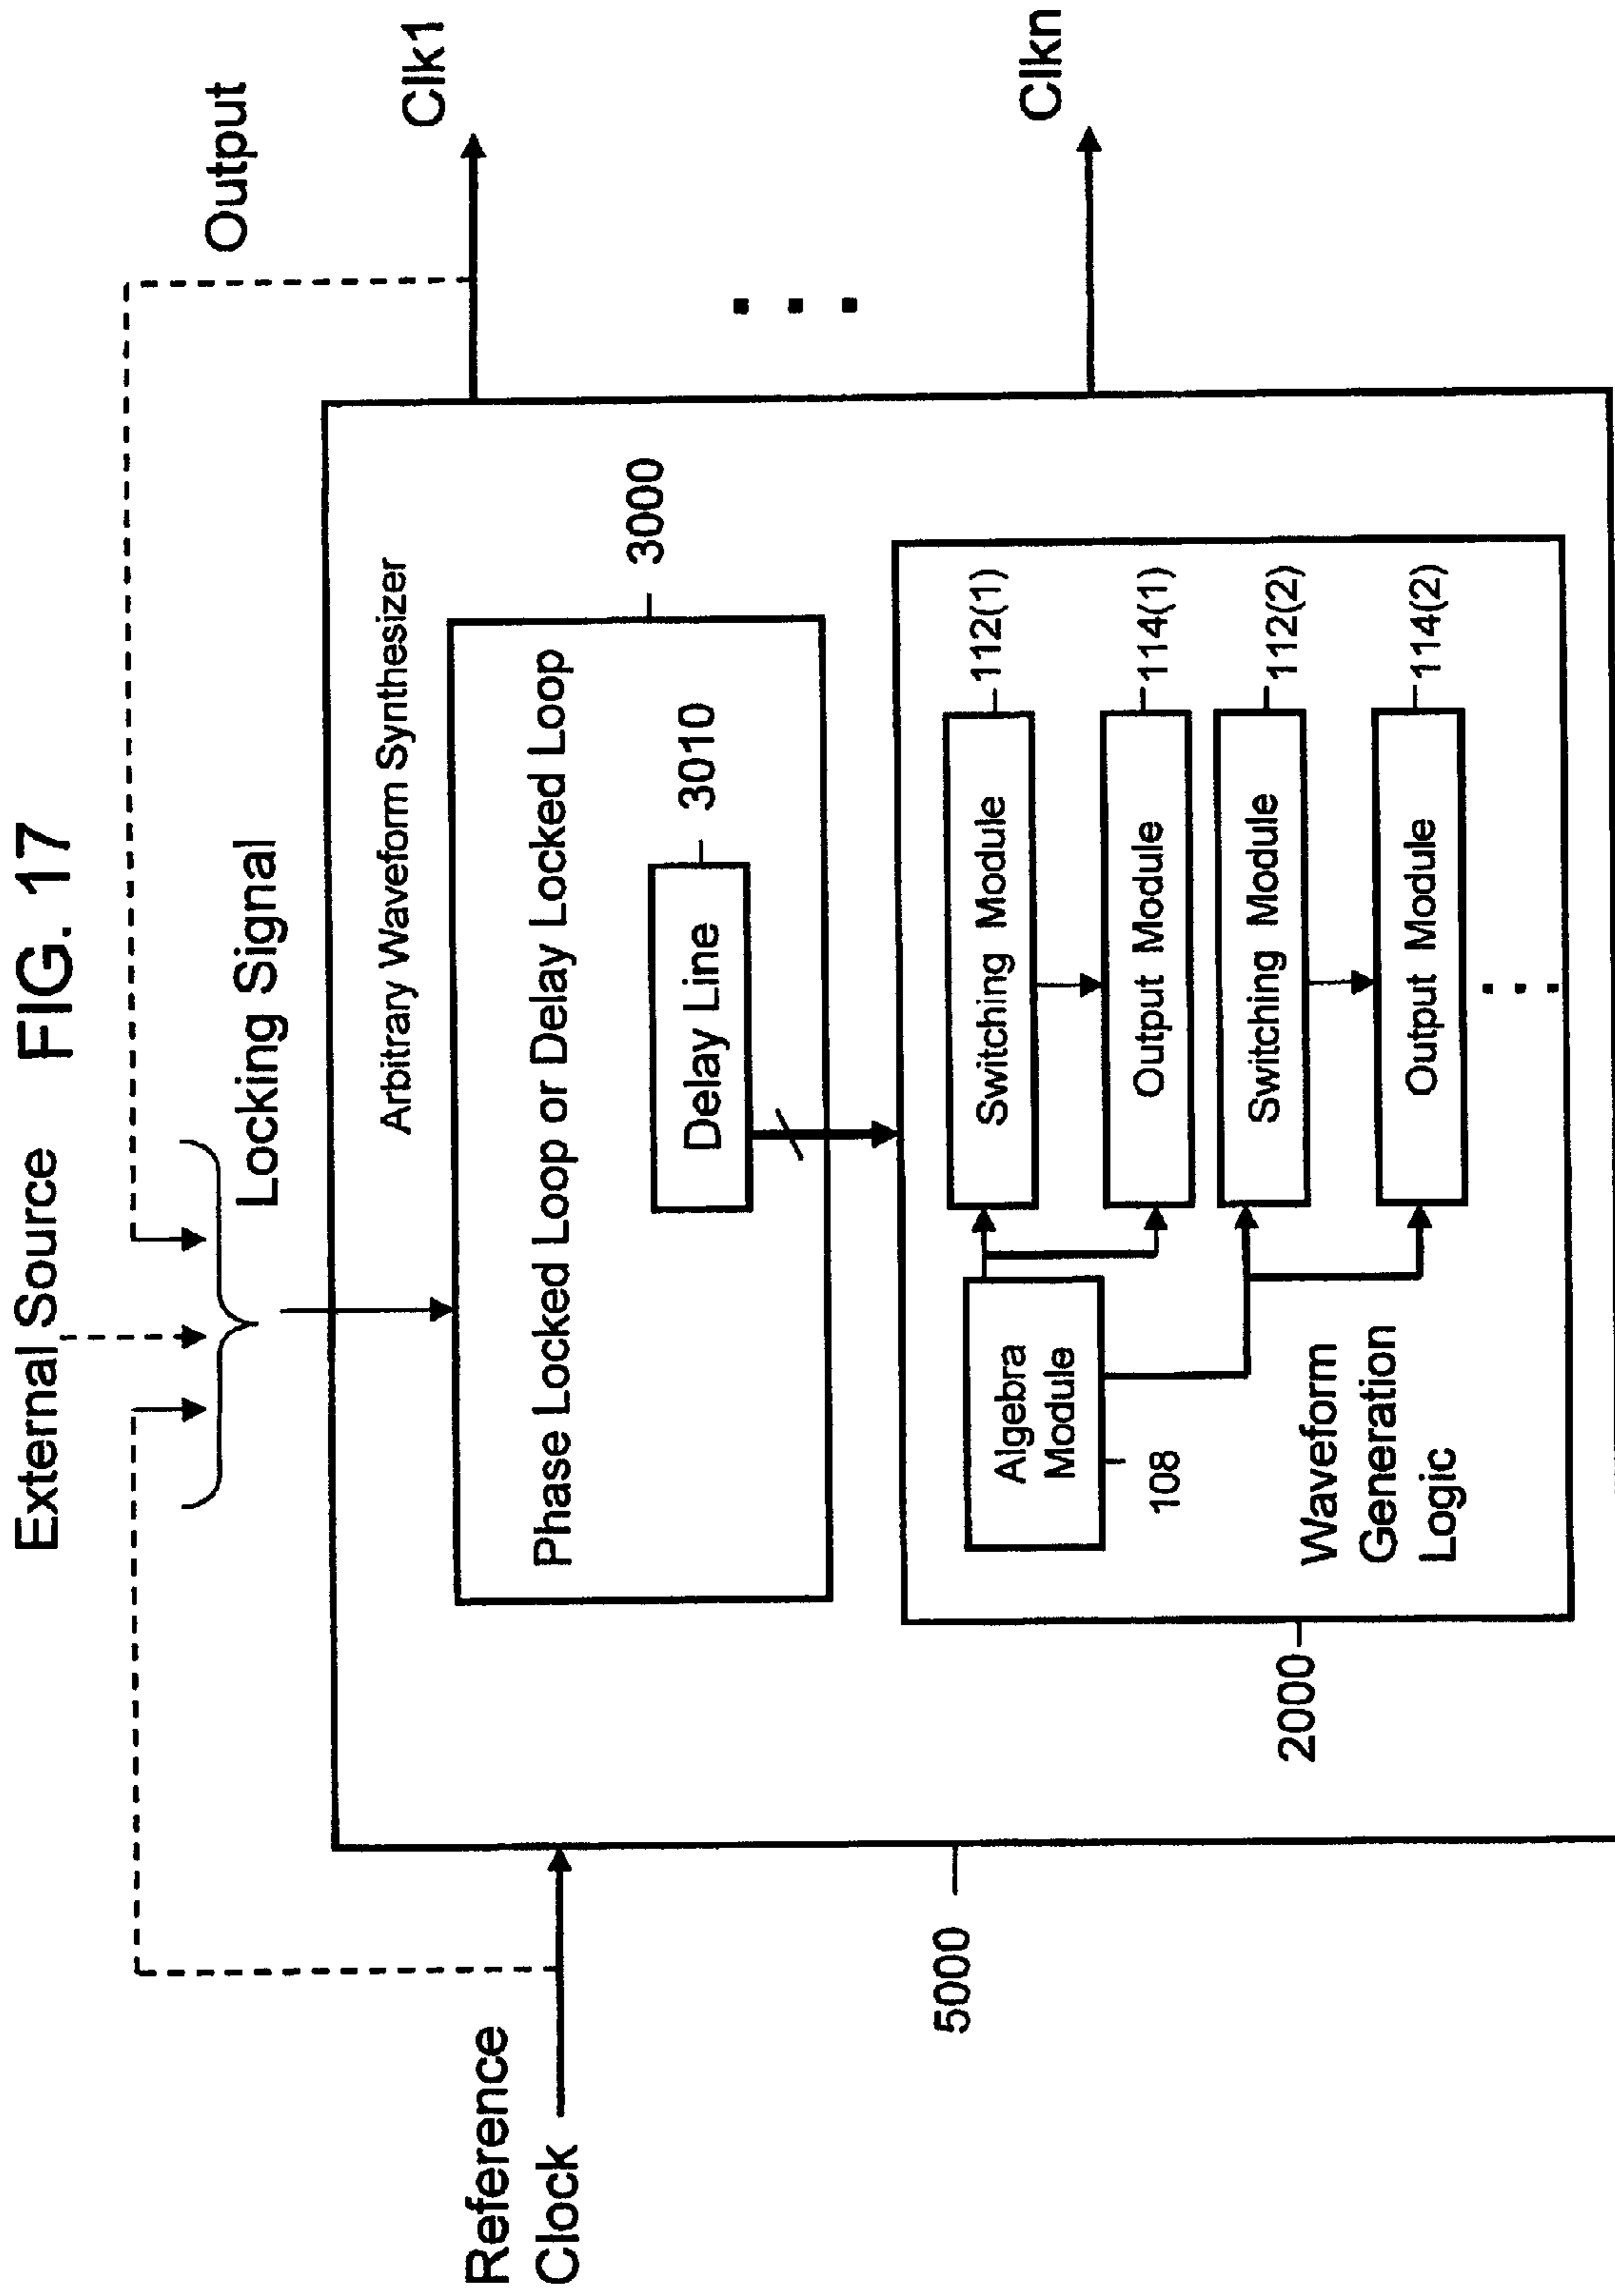 FIG. 17
External Source
Locking Signal
Output
Clk1
Clkn
Reference
Clock
5000
Arbitrary Waveform Synthesizer
3000
Phase Locked Loop or Delay Locked Loop
3010
Delay Line
2000
Algebra
Module
108
Switching Module
112(1)
Output Module
114(1)
Switching Module
112(2)
Output Module
114(2)
Waveform
Generation
Logic